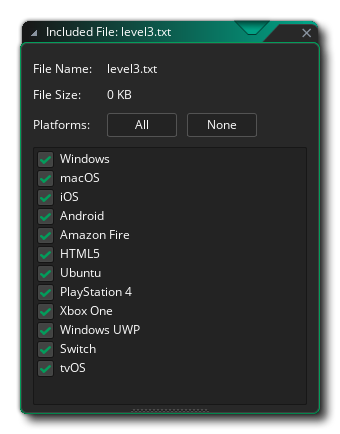 Included File: level3.txt
File Name: level3.txt
File Size: 0 KB
Platforms: All None
Windows
macOS
iOS
Android
Amazon Fire
HTML5
Ubuntu
PlayStation 4
Xbox One
Windows UWP
Switch
tvOS